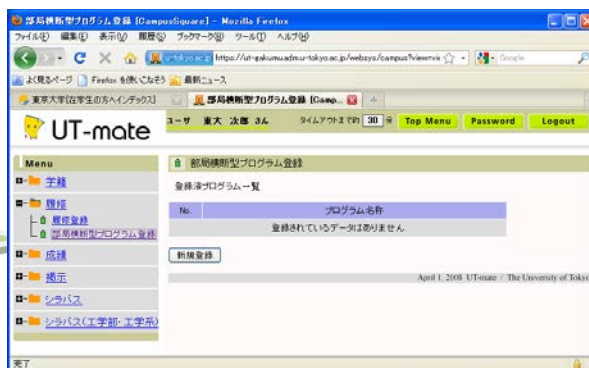 部局横断型プログラム登録 [CampusSquare] - Mozilla Firefox
ファイル(F) 編集(E) 表示(V) 履歴(S) ブックマーク(B) ツール(T) ヘルプ(H)
u-tokyo.ac.jp https://ut-gakumu.adm.u-tokyo.ac.jp/websys/campus?view=vie Google
よく見るページ Firefox を使いこなそう 最新ニュース
東京大学[在学生の方へインデックス] 部局横断型プログラム登録 [Camp...
UT-mate
ユーザ 東大 次郎 さん タイムアウトまで約 30 分 Top Menu Password Logout
Menu
学籍
履修
履修登録
部局横断型プログラム登録
成績
掲示
シラバス
シラバス(工学部・工学系)
部局横断型プログラム登録
登録済プログラム一覧
No. プログラム名称
登録されているデータはありません
新規登録
April 1, 2008 UT-mate / The University of Tokyo
完了